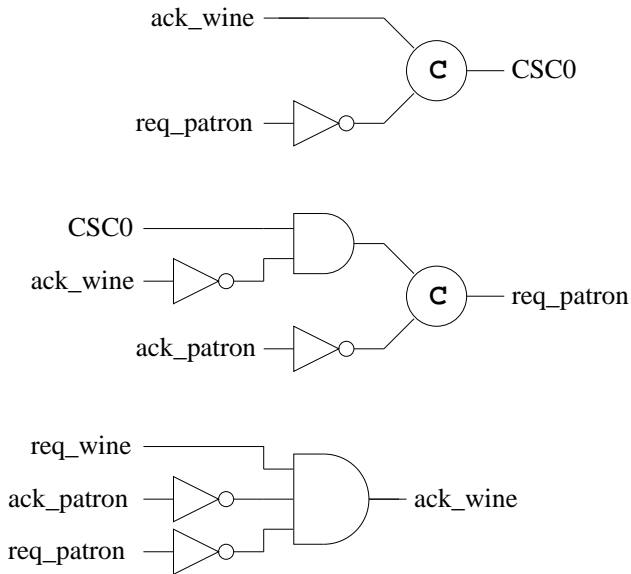 ack_wine
C
CSC0
req_patron
CSC0
ack_wine
C
req_patron
ack_patron
req_wine
ack_patron
ack_wine
req_patron